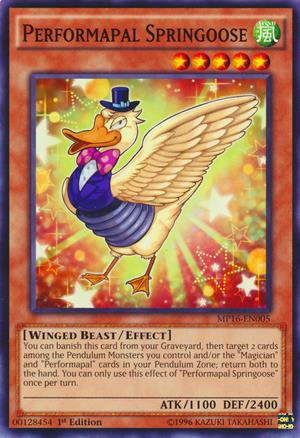 PERFORMAPAL SPRINGOOSE
WIND
風
MP16-EN005
[WINGED BEAST/EFFECT]
You can banish this card from your Graveyard, then target 2 cards
among the Pendulum Monsters you control and/or the "Magician"
and "Performapal" cards in your Pendulum Zone; return both
to the hand. You can only use this effect of "Performapal Springoose"
once per turn.
ATK/1100 DEF/2400
00128454 1st Edition ©1996 KAZUKI TAKAHASHI